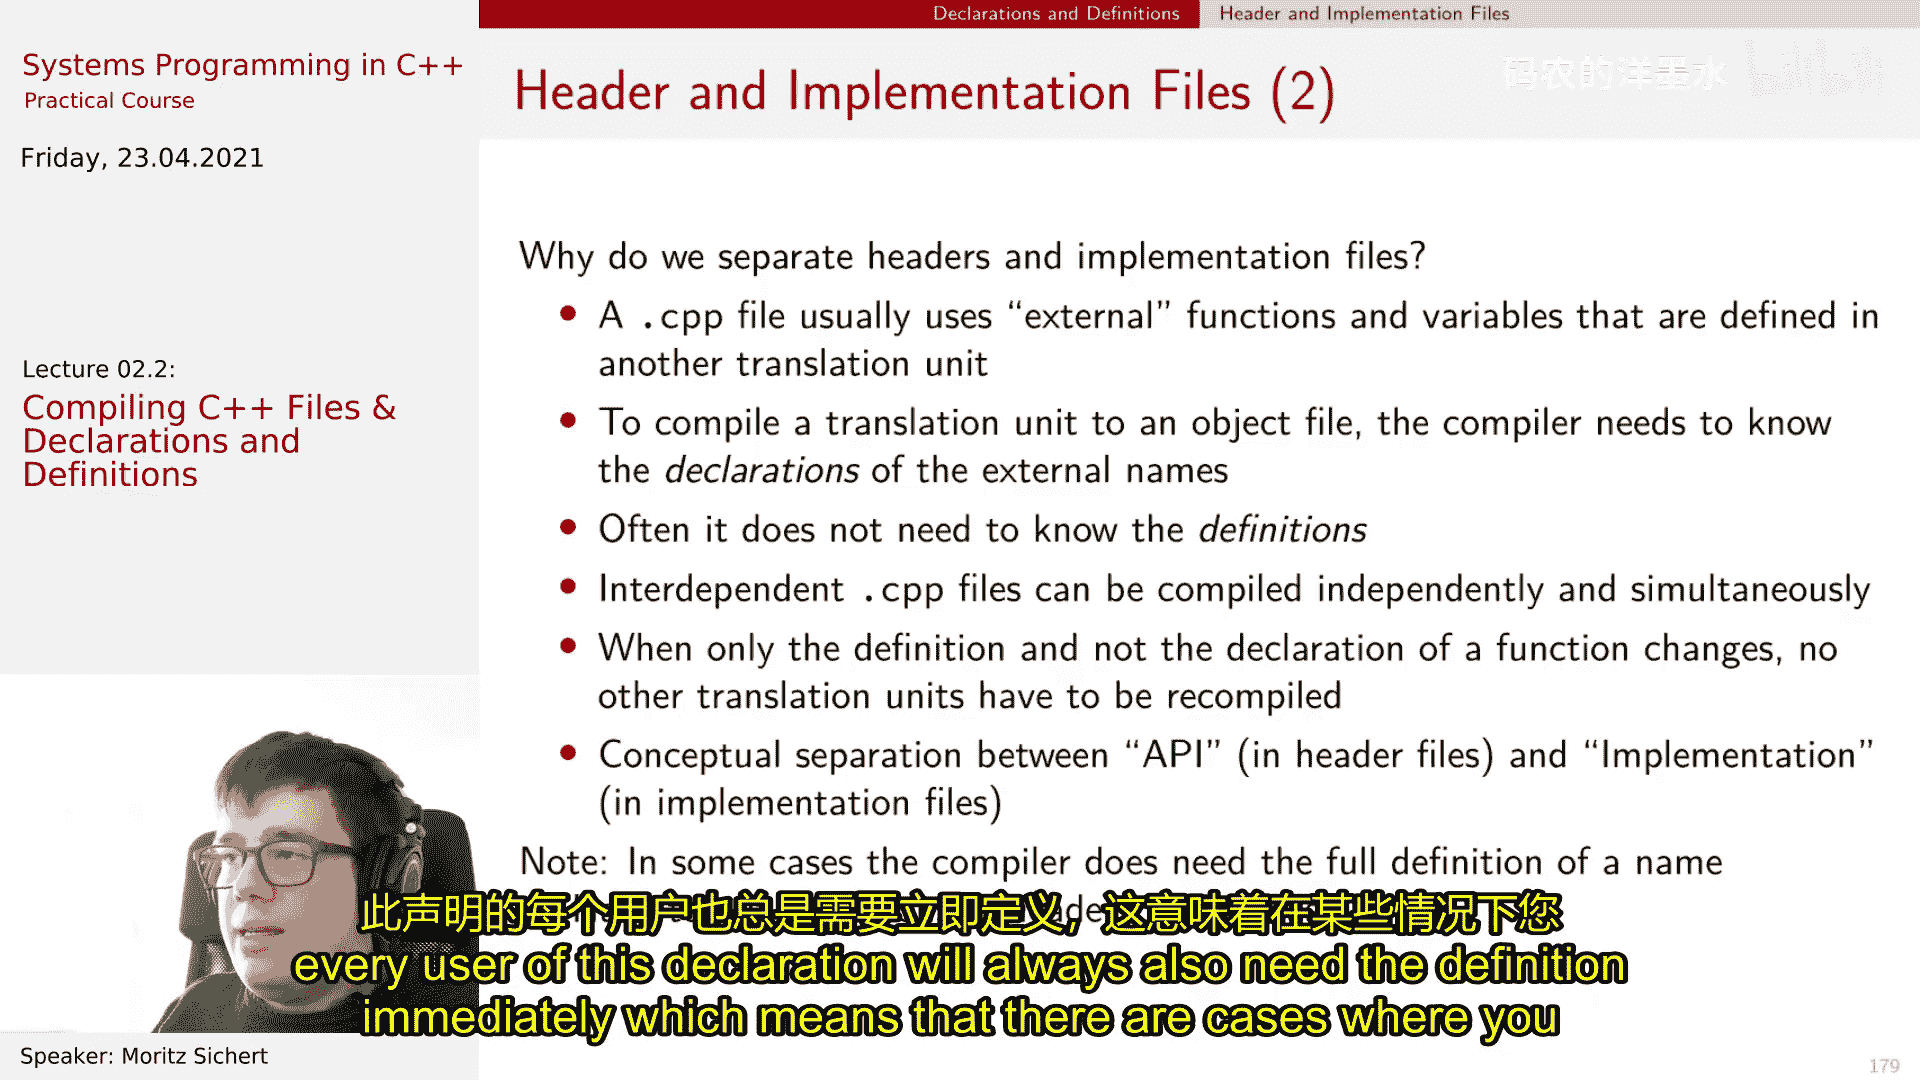 Declarations and Definitions
Header and Implementation Files
Systems Programming in C++
Practical Course
Friday, 23.04.2021
Header and Implementation Files (2)
码农的洋墨水
bilibili
Why do we separate headers and implementation files?
• A .cpp file usually uses “external” functions and variables that are defined in
another translation unit
• To compile a translation unit to an object file, the compiler needs to know
the declarations of the external names
• Often it does not need to know the definitions
• Interdependent .cpp files can be compiled independently and simultaneously
• When only the definition and not the declaration of a function changes, no
other translation units have to be recompiled
• Conceptual separation between “API” (in header files) and “Implementation”
(in implementation files)
Note: In some cases the compiler does need the full definition of a name
Lecture 02.2:
Compiling C++ Files &
Declarations and
Definitions
此声明的每个用户也总是需要立即定义，这意味着在某些情况下您
every user of this declaration will always also need the definition
immediately which means that there are cases where you
Speaker: Moritz Sichert
179